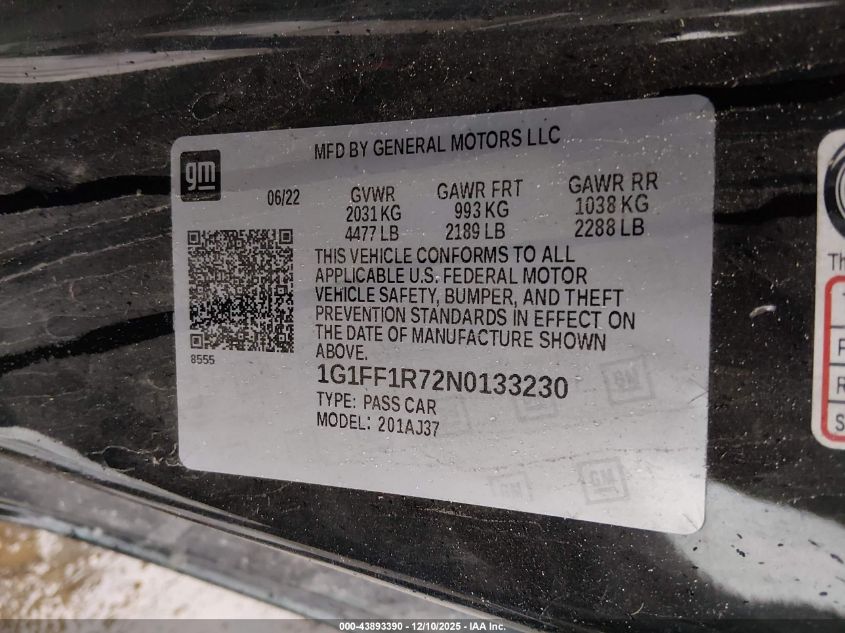 MFD BY GENERAL MOTORS LLC
gm
06/22
GVWR GAWR FRT GAWR RR
2031 KG 993 KG 1038 KG
4477 LB 2189 LB 2288 LB
THIS VEHICLE CONFORMS TO ALL
APPLICABLE U.S. FEDERAL MOTOR
VEHICLE SAFETY, BUMPER, AND THEFT
PREVENTION STANDARDS IN EFFECT ON
THE DATE OF MANUFACTURE SHOWN
ABOVE.
8555
1G1FF1R72N0133230
TYPE: PASS CAR
MODEL: 201AJ37
GM
GM
000-43893390 - 12/10/2025 - IAA Inc.